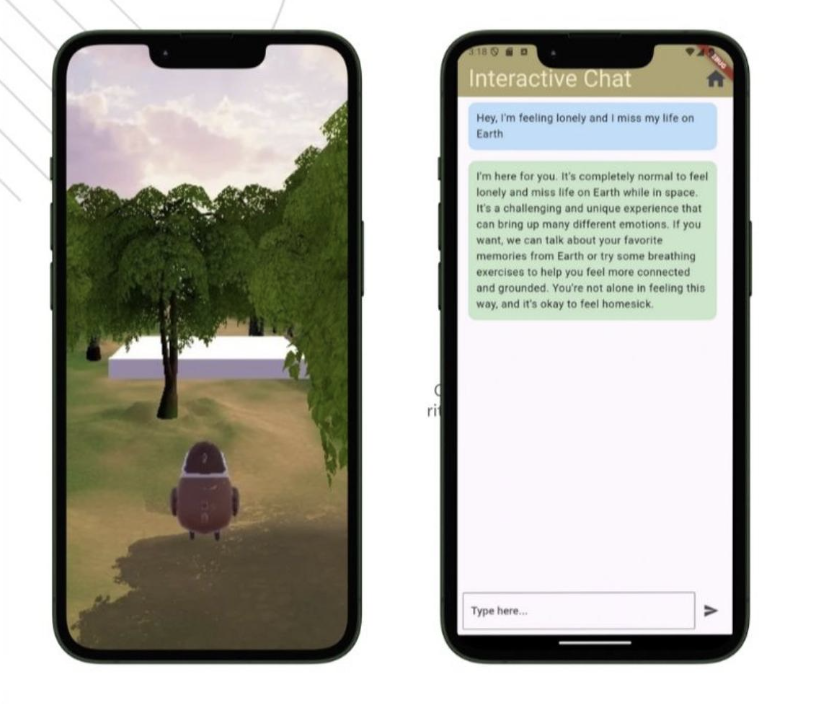 3:18
DEBUG
Interactive Chat
Hey, I'm feeling lonely and I miss my life on
Earth
I'm here for you. It's completely normal to feel
lonely and miss life on Earth while in space.
It's a challenging and unique experience that
can bring up many different emotions. If you
want, we can talk about your favorite
memories from Earth or try some breathing
exercises to help you feel more connected
and grounded. You're not alone in feeling this
way, and it's okay to feel homesick.
Type here...